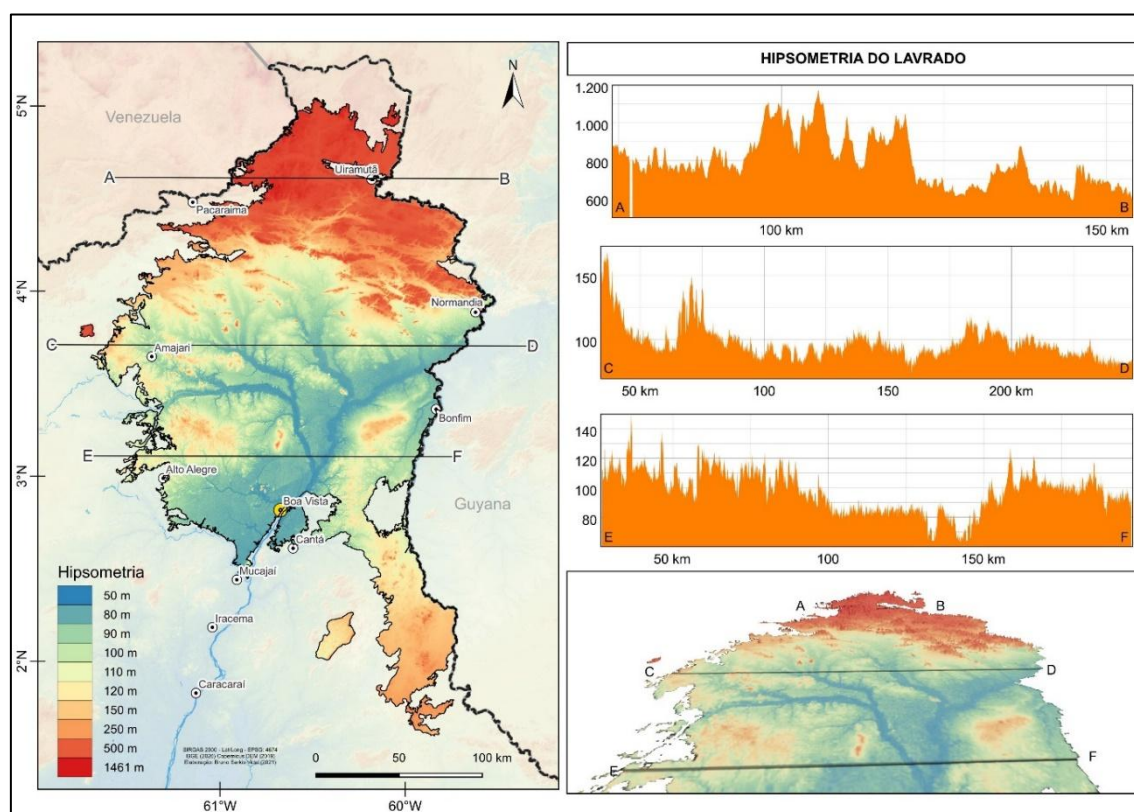 HIPSOMETRIA DO LAVRADO
N
5°N
4°N
3°N
2°N
61°W
60°W
Venezuela
Guyana
A
B
Uiramutã
Pacaraima
Normandia
C
D
Amajari
Bonfim
E
F
Alto Alegre
Boa Vista
Cantá
Mucajaí
Iracema
Caracaraí
Hipsometria
50 m
80 m
90 m
100 m
110 m
120 m
150 m
250 m
500 m
1461 m
0 50 100 km
1.200
1.000
800
600
A B
100 km 150 km
150
100
C D
50 km 100 150 200 km
140
120
100
80
E F
50 km 100 150 km
A B
C D
E F